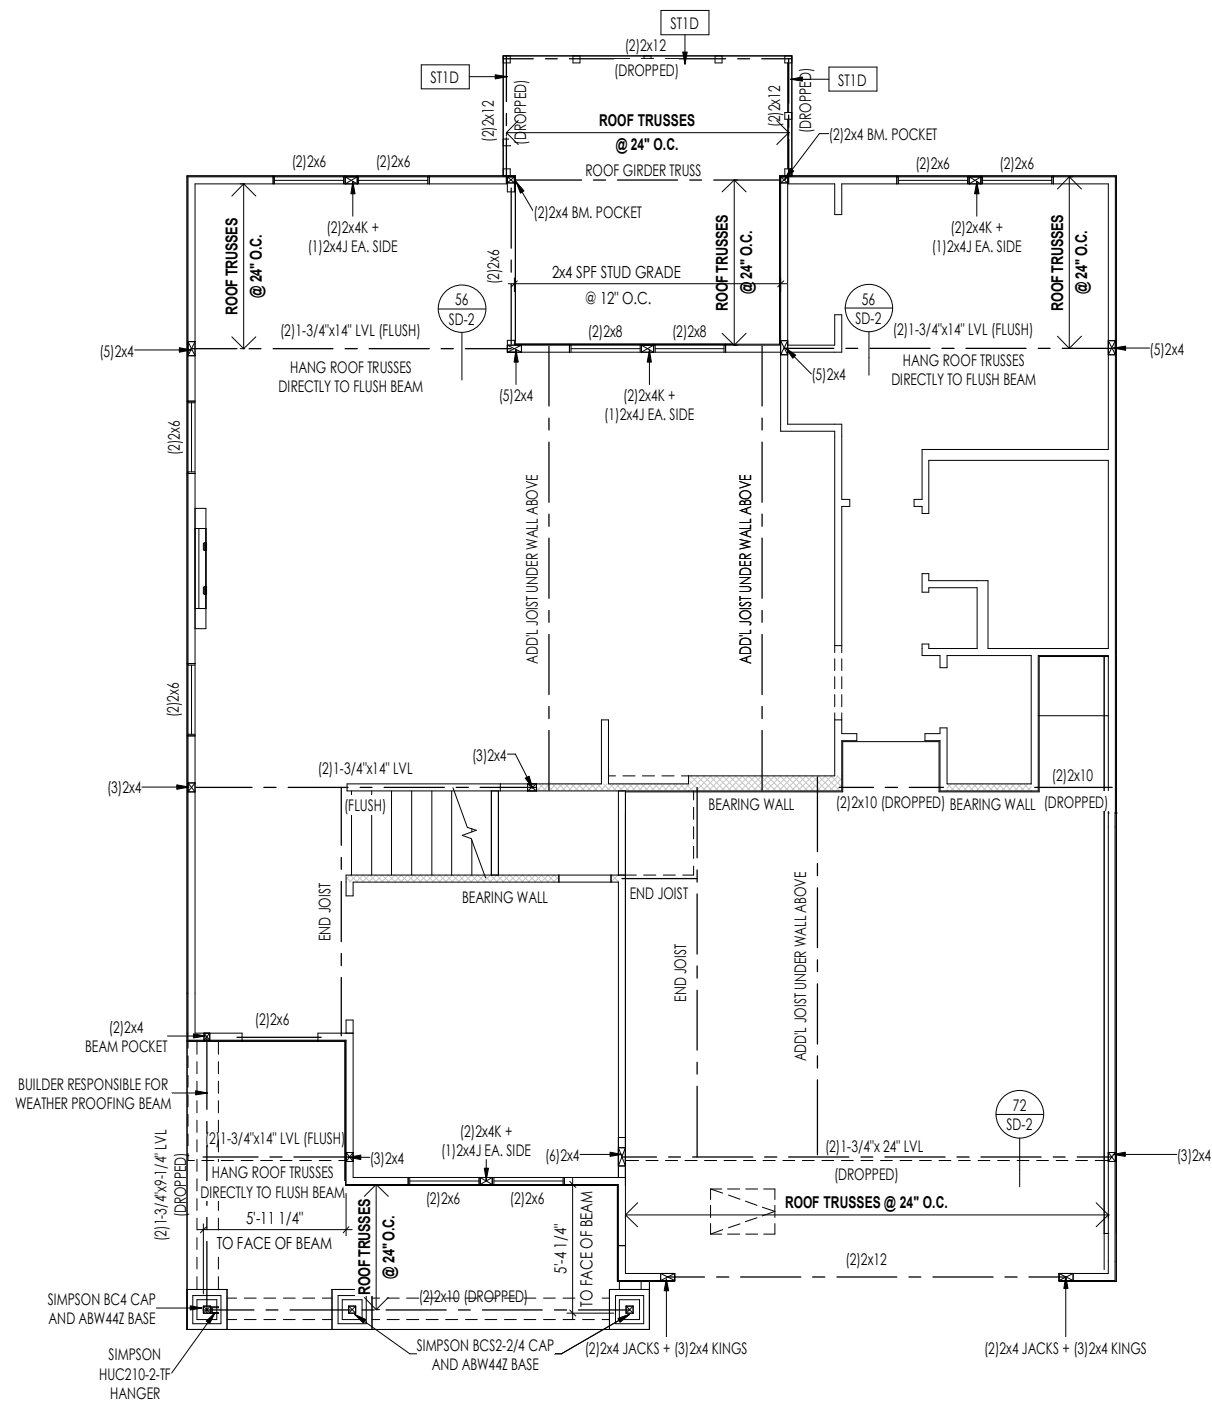 ST1D
(2)2x12
(DROPPED)
ST1D
ST1D
(2)2x12
(DROPPED)
(2)2x12
(DROPPED)
ROOF TRUSSES
@ 24" O.C.
(2)2x4 BM. POCKET
ROOF GIRDER TRUSS
(2)2x6
(2)2x6
(2)2x6
(2)2x6
(2)2x4 BM. POCKET
ROOF TRUSSES
@ 24" O.C.
(2)2x4K +
(1)2x4J EA. SIDE
(2)2x6
ROOF TRUSSES
@ 24" O.C.
(2)2x4K +
(1)2x4J EA. SIDE
ROOF TRUSSES
@ 24" O.C.
2x4 SPF STUD GRADE
@ 12" O.C.
56
SD-2
56
SD-2
(2)1-3/4"x14" LVL (FLUSH)
(2)2x8
(2)2x8
(2)1-3/4"x14" LVL (FLUSH)
(5)2x4
(5)2x4
HANG ROOF TRUSSES
DIRECTLY TO FLUSH BEAM
HANG ROOF TRUSSES
DIRECTLY TO FLUSH BEAM
(5)2x4
(5)2x4
(2)2x4K +
(1)2x4J EA. SIDE
(2)2x6
ADD'L JOIST UNDER WALL ABOVE
ADD'L JOIST UNDER WALL ABOVE
(2)2x6
(3)2x4
(2)1-3/4"x14" LVL
(3)2x4
(2)2x10
(FLUSH)
BEARING WALL
(2)2x10 (DROPPED)
BEARING WALL
(DROPPED)
END JOIST
BEARING WALL
END JOIST
END JOIST
ADD'L JOIST UNDER WALL ABOVE
(2)2x4
BEAM POCKET
(2)2x6
BUILDER RESPONSIBLE FOR
WEATHER PROOFING BEAM
72
SD-2
(2)1-3/4"x9-1/4" LVL
(DROPPED)
(2)1-3/4"x14" LVL (FLUSH)
(3)2x4
HANG ROOF TRUSSES
DIRECTLY TO FLUSH BEAM
(2)2x4K +
(1)2x4J EA. SIDE
(6)2x4
(2)1-3/4"x 24" LVL
(DROPPED)
(3)2x4
(2)2x6
(2)2x6
ROOF TRUSSES @ 24" O.C.
5'-11 1/4"
TO FACE OF BEAM
ROOF TRUSSES
@ 24" O.C.
5'-4 1/4"
TO FACE OF BEAM
(2)2x12
(2)2x10 (DROPPED)
SIMPSON BC4 CAP
AND ABW44Z BASE
SIMPSON
HUC210-2-TF
HANGER
SIMPSON BCS2-2/4 CAP
AND ABW44Z BASE
(2)2x4 JACKS + (3)2x4 KINGS
(2)2x4 JACKS + (3)2x4 KINGS